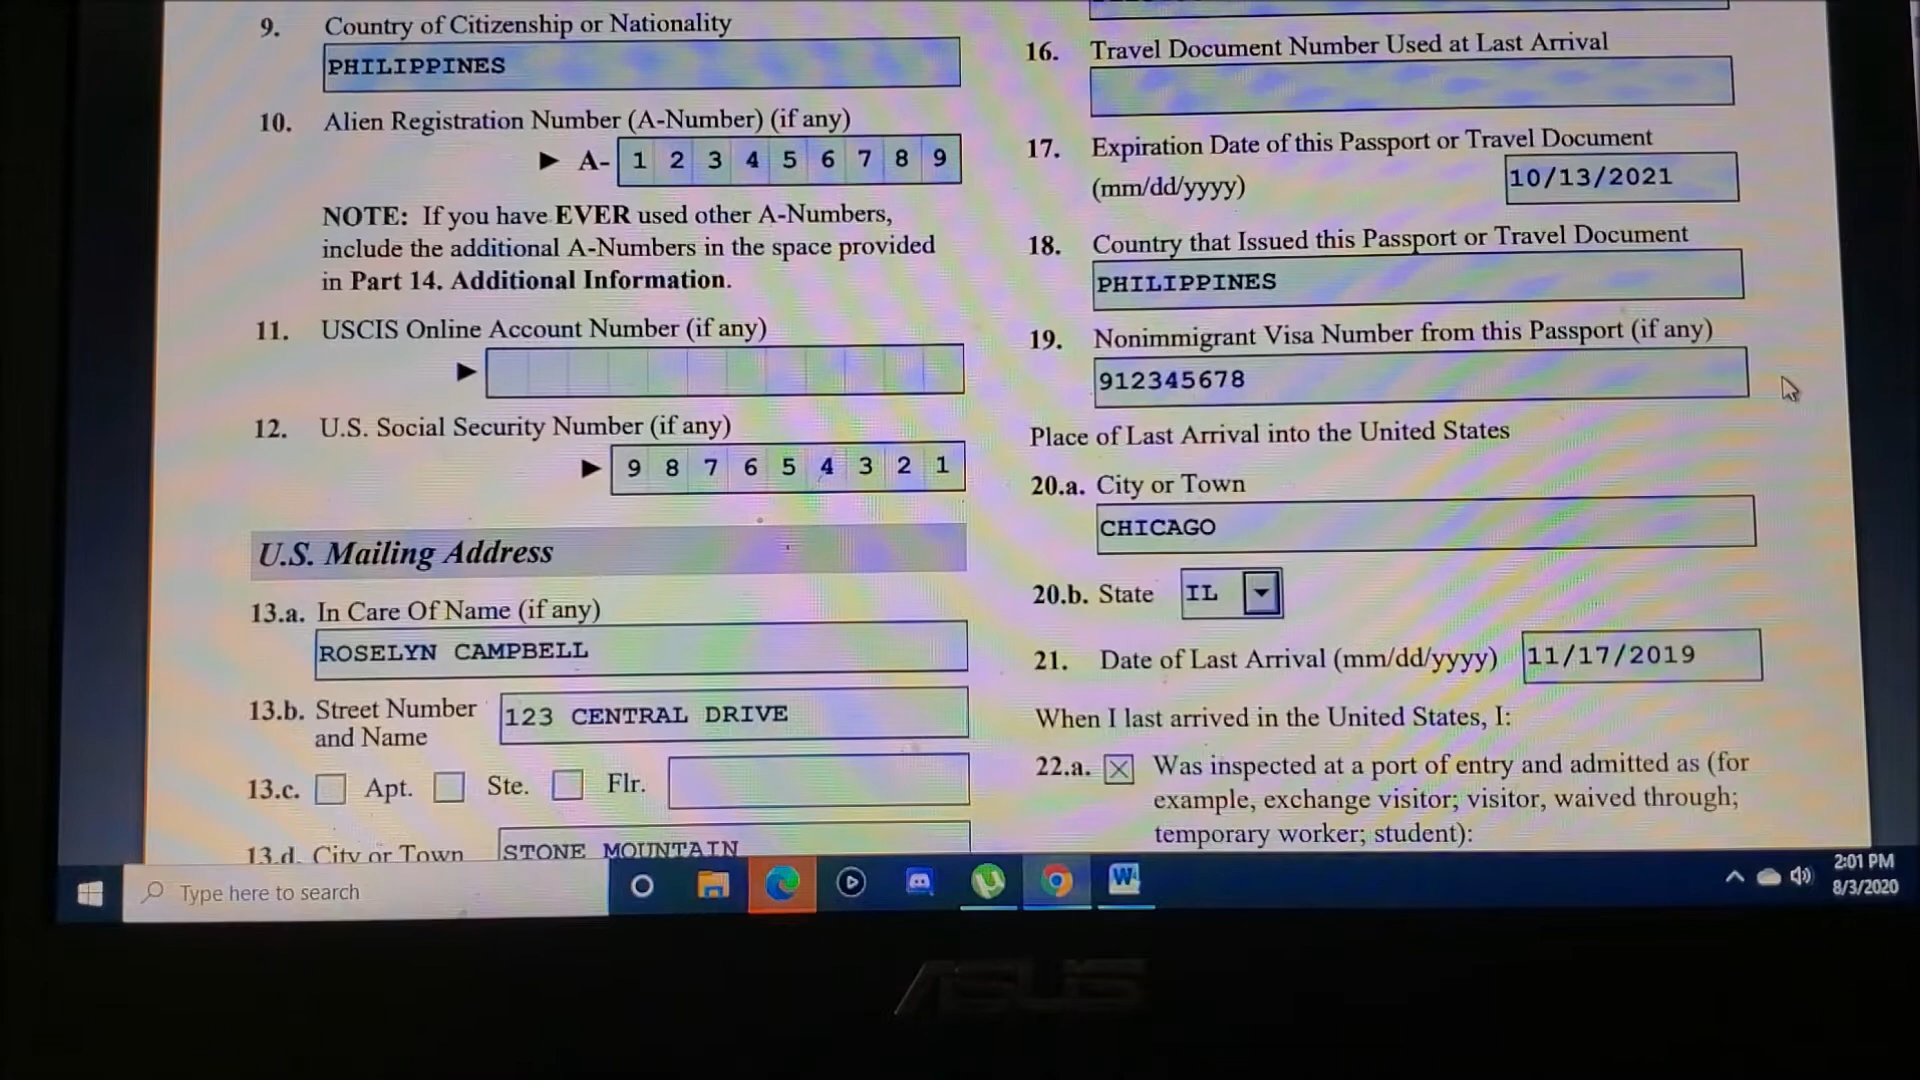 9. Country of Citizenship or Nationality
PHILIPPINES
10. Alien Registration Number (A-Number) (if any)
► A- 1 2 3 4 5 6 7 8 9
NOTE: If you have EVER used other A-Numbers,
include the additional A-Numbers in the space provided
in Part 14. Additional Information.
11. USCIS Online Account Number (if any)
►
12. U.S. Social Security Number (if any)
► 9 8 7 6 5 4 3 2 1
U.S. Mailing Address
13.a. In Care Of Name (if any)
ROSELYN CAMPBELL
13.b. Street Number
and Name
123 CENTRAL DRIVE
13.c. Apt. Ste. Flr.
13.d. City or Town STONE MOUNTAIN
16. Travel Document Number Used at Last Arrival
17. Expiration Date of this Passport or Travel Document
(mm/dd/yyyy) 10/13/2021
18. Country that Issued this Passport or Travel Document
PHILIPPINES
19. Nonimmigrant Visa Number from this Passport (if any)
912345678
Place of Last Arrival into the United States
20.a. City or Town
CHICAGO
20.b. State IL
21. Date of Last Arrival (mm/dd/yyyy) 11/17/2019
When I last arrived in the United States, I:
22.a. Was inspected at a port of entry and admitted as (for
example, exchange visitor; visitor, waived through;
temporary worker; student):
Type here to search
W
2:01 PM
8/3/2020
ASUS